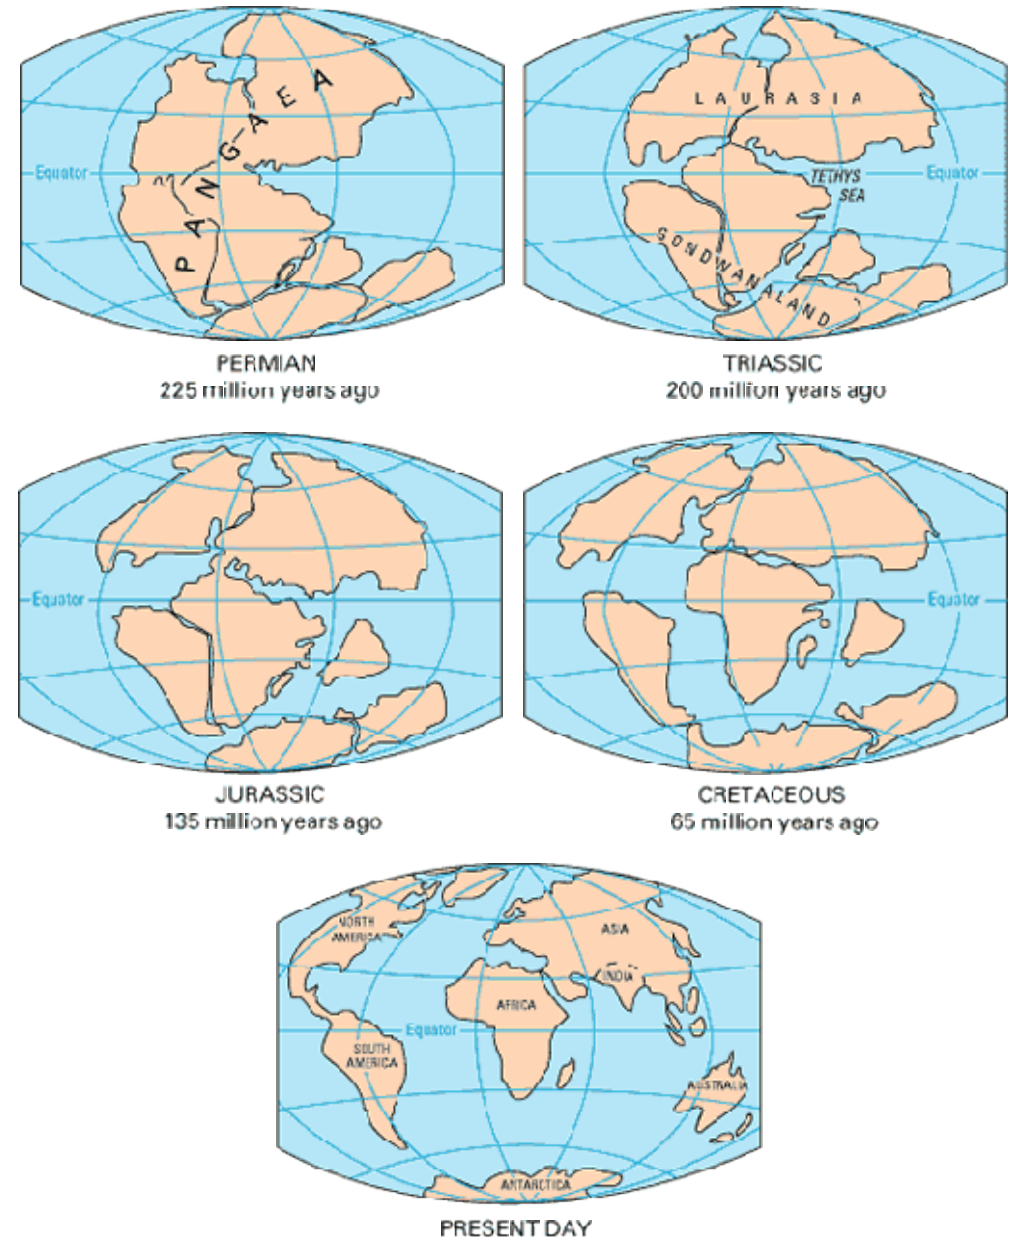 PANGAEA
Equator
PERMIAN
225 million years ago
LAURASIA
TETHYS
SEA
Equator
GONDWANALAND
TRIASSIC
200 million years ago
Equator
JURASSIC
135 million years ago
Equator
CRETACEOUS
65 million years ago
NORTH
AMERICA
ASIA
INDIA
AFRICA
Equator
SOUTH
AMERICA
AUSTRALIA
ANTARCTICA
PRESENT DAY